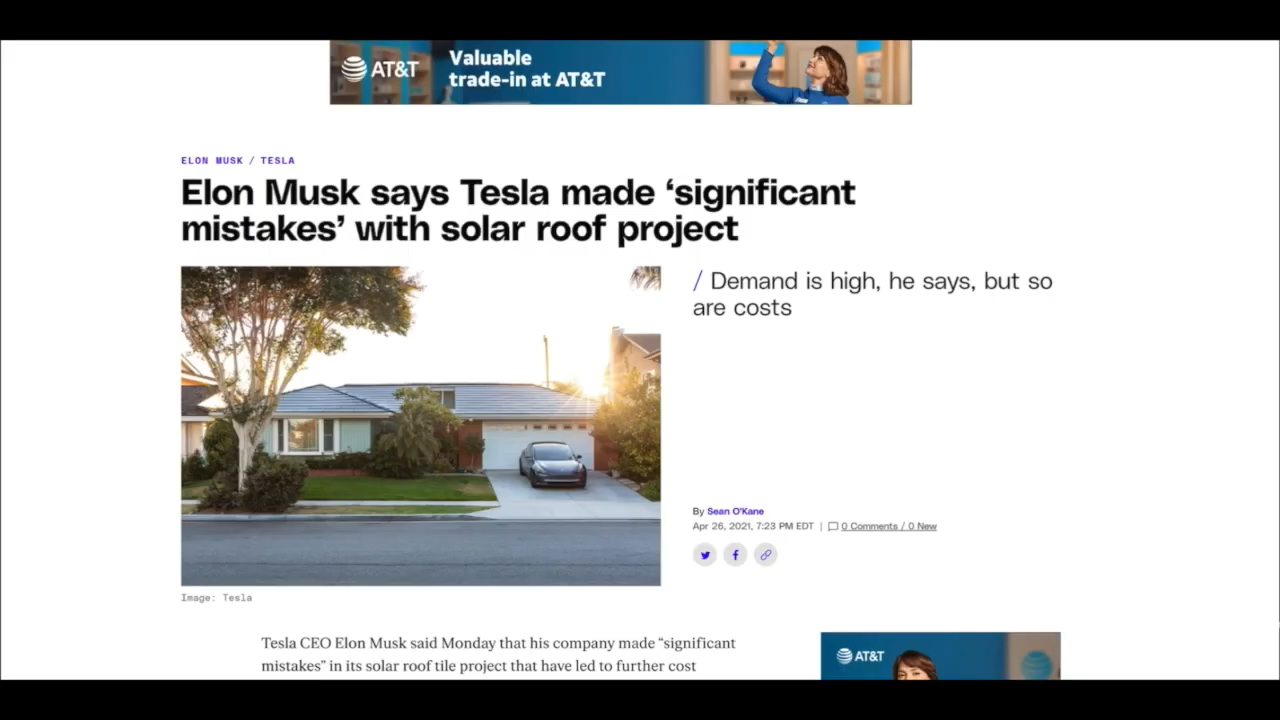 AT&T
Valuable
trade-in at AT&T
ELON MUSK / TESLA
Elon Musk says Tesla made ‘significant
mistakes’ with solar roof project
/ Demand is high, he says, but so
are costs
By Sean O’Kane
Apr 26, 2021, 7:23 PM EDT | 0 Comments / 0 New
Image: Tesla
Tesla CEO Elon Musk said Monday that his company made “significant
mistakes” in its solar roof tile project that have led to further cost
AT&T